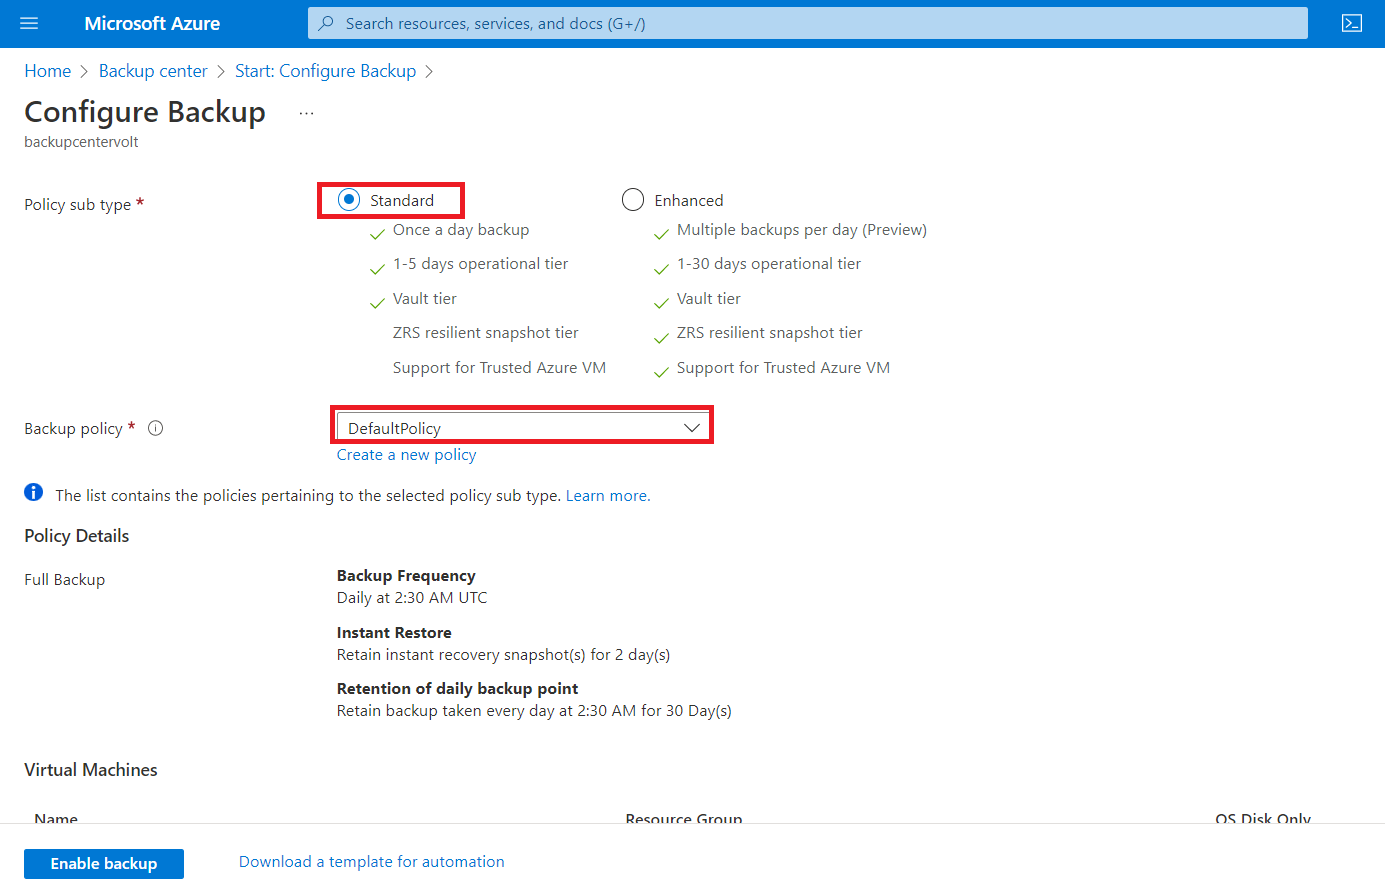 Microsoft Azure
Search resources, services, and docs (G+/)
Home > Backup center > Start: Configure Backup >
Configure Backup ...
backupcentervolt
Policy sub type *
Standard
Once a day backup
1-5 days operational tier
Vault tier
ZRS resilient snapshot tier
Support for Trusted Azure VM
Enhanced
Multiple backups per day (Preview)
1-30 days operational tier
Vault tier
ZRS resilient snapshot tier
Support for Trusted Azure VM
Backup policy *
DefaultPolicy
Create a new policy
The list contains the policies pertaining to the selected policy sub type. Learn more.
Policy Details
Full Backup
Backup Frequency
Daily at 2:30 AM UTC
Instant Restore
Retain instant recovery snapshot(s) for 2 day(s)
Retention of daily backup point
Retain backup taken every day at 2:30 AM for 30 Day(s)
Virtual Machines
Name
Resource Group
OS Disk Only
Enable backup
Download a template for automation